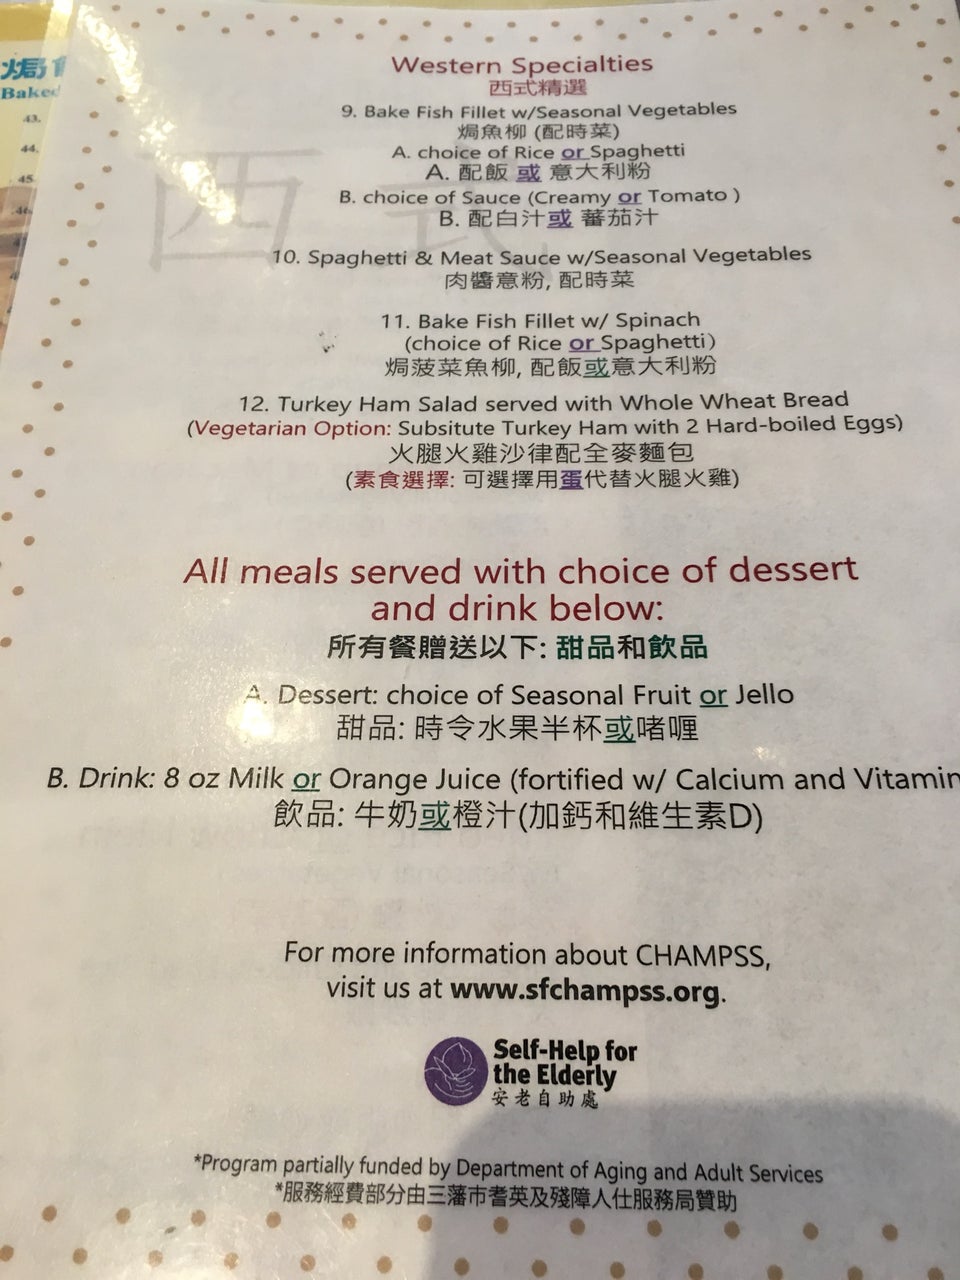 焗
Baked
43.
44.
45.
46.
Western Specialties
西式精選
9. Bake Fish Fillet w/Seasonal Vegetables
焗魚柳 (配時菜)
A. choice of Rice or Spaghetti
A. 配飯 或 意大利粉
B. choice of Sauce (Creamy or Tomato )
B. 配白汁或 蕃茄汁
西式
10. Spaghetti & Meat Sauce w/Seasonal Vegetables
肉醬意粉, 配時菜
11. Bake Fish Fillet w/ Spinach
(choice of Rice or Spaghetti)
焗菠菜魚柳, 配飯或意大利粉
12. Turkey Ham Salad served with Whole Wheat Bread
(Vegetarian Option: Subsitute Turkey Ham with 2 Hard-boiled Eggs)
火腿火雞沙律配全麥麵包
(素食選擇: 可選擇用蛋代替火腿火雞)
All meals served with choice of dessert
and drink below:
所有餐贈送以下: 甜品和飲品
A. Dessert: choice of Seasonal Fruit or Jello
甜品: 時令水果半杯或啫喱
B. Drink: 8 oz Milk or Orange Juice (fortified w/ Calcium and Vitamin
飲品: 牛奶或橙汁(加鈣和維生素D)
For more information about CHAMPSS,
visit us at www.sfchampss.org.
Self-Help for
the Elderly
安老自助處
*Program partially funded by Department of Aging and Adult Services
*服務經費部分由三藩市耆英及殘障人仕服務局贊助